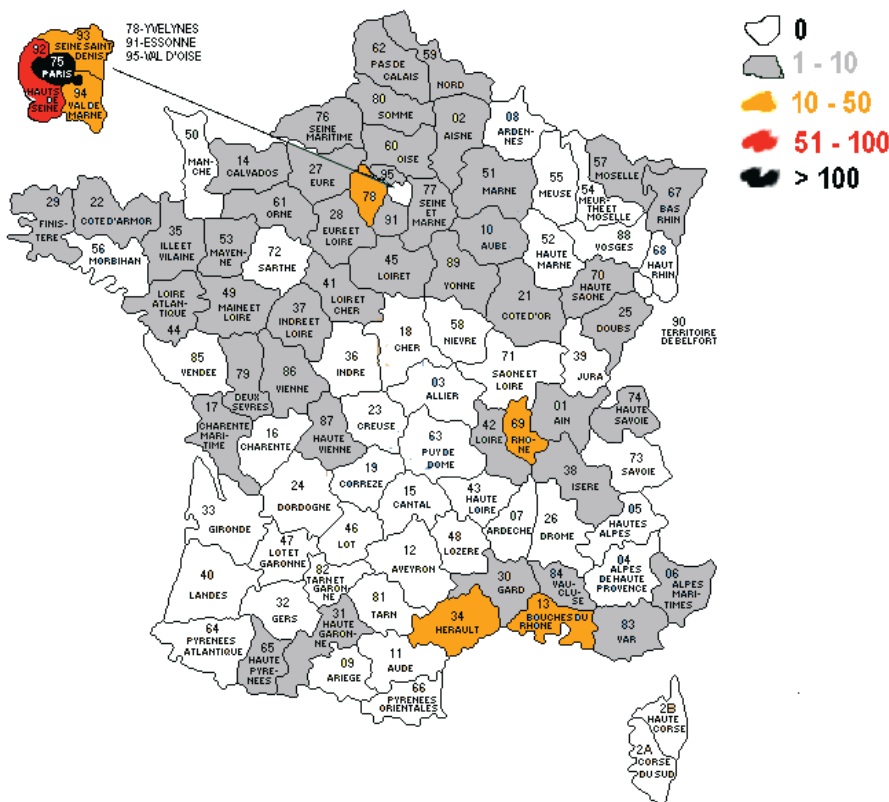 78-YVELYNES
91-ESSONNE
95-VAL D'OISE
93
SEINE SAINT
DENIS
92
HAUTS
DE
SEINE
75
PARIS
94
VAL DE
MARNE
0
1 - 10
10 - 50
51 - 100
> 100
62
PAS DE
CALAIS
59
NORD
80
SOMME
02
AISNE
08
ARDEN-
NES
76
SEINE
MARITIME
60
OISE
50
MAN-
CHE
14
CALVADOS
27
EURE
95
78
91
77
SEINE
ET
MARNE
51
MARNE
55
MEUSE
54
MEUR-
THE ET
MOSELLE
57
MOSELLE
67
BAS
RHIN
29
FINIS-
TERE
22
COTE D'ARMOR
61
ORNE
28
EURE ET
LOIRE
10
AUBE
52
HAUTE
MARNE
88
VOSGES
68
HAUT
RHIN
56
MORBIHAN
35
ILLE ET
VILAINE
53
MAYEN-
NE
72
SARTHE
45
LOIRET
89
YONNE
70
HAUTE
SAONE
LOIRE
ATLAN-
TIQUE
44
49
MAINE ET
LOIRE
37
INDRE ET
LOIRE
41
LOIR ET
CHER
21
COTE D'OR
25
DOUBS
90
TERRITOIRE
DE BELFORT
18
CHER
58
NIEVRE
85
VENDEE
79
DEUX
SEVRES
86
VIENNE
36
INDRE
71
SAONE ET
LOIRE
39
JURA
03
ALLIER
17
CHARENTE
MARI-
TIME
16
CHARENTE
87
HAUTE
VIENNE
23
CREUSE
63
PUY DE
DOME
42
LOIRE
69
RHO-
NE
01
AIN
74
HAUTE
SAVOIE
73
SAVOIE
38
ISERE
24
DORDOGNE
19
CORREZE
15
CANTAL
43
HAUTE
LOIRE
07
ARDECHE
26
DROME
05
HAUTES
ALPES
33
GIRONDE
47
LOT ET
GARONNE
46
LOT
12
AVEYRON
48
LOZERE
04
ALPES
DE HAUTE
PROVENCE
06
ALPES
MARI-
TIMES
40
LANDES
82
TARN ET
GARON
NE
81
TARN
30
GARD
84
VAU-
CLU-
SE
32
GERS
31
HAUTE
GARON-
NE
34
HERAULT
13
BOUCHES DU
RHONE
83
VAR
64
PYRENEES
ATLANTIQUE
65
HAUTE
PYRE-
NEES
09
ARIEGE
11
AUDE
66
PYRENEES
ORIENTALES
2B
HAUTE
CORSE
2A
CORSE
DU SUD